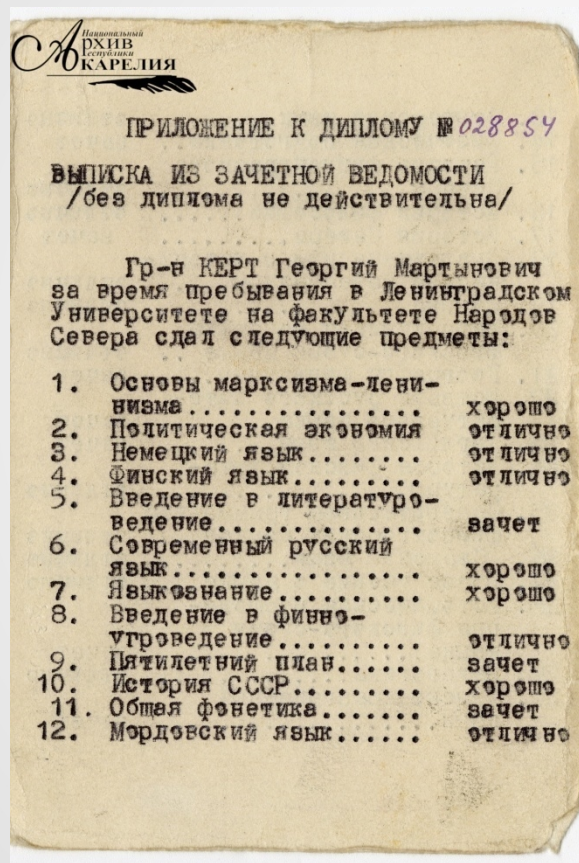 Национальный
АРХИВ
Республики
КАРЕЛИЯ
ПРИЛОЖЕНИЕ К ДИПЛОМУ № 028854
ВЫПИСКА ИЗ ЗАЧЕТНОЙ ВЕДОМОСТИ
/без диплома не действительна/
Гр-н КЕРТ Георгий Мартынович
за время пребывания в Ленинградском
Университете на факультете Народов
Севера сдал следующие предметы:
1. Основы марксизма-лени-
низма................. хорошо
2. Политическая экономия отлично
3. Немецкий язык........ отлично
4. Финский язык......... отлично
5. Введение в литературо-
ведение............... зачет
6. Современный русский
язык.................. хорошо
7. Языкознание.......... хорошо
8. Введение в финно-
угроведение........... отлично
9. Пятилетний план...... зачет
10. История СССР......... хорошо
11. Общая фонетика....... зачет
12. Мордовский язык...... отлично